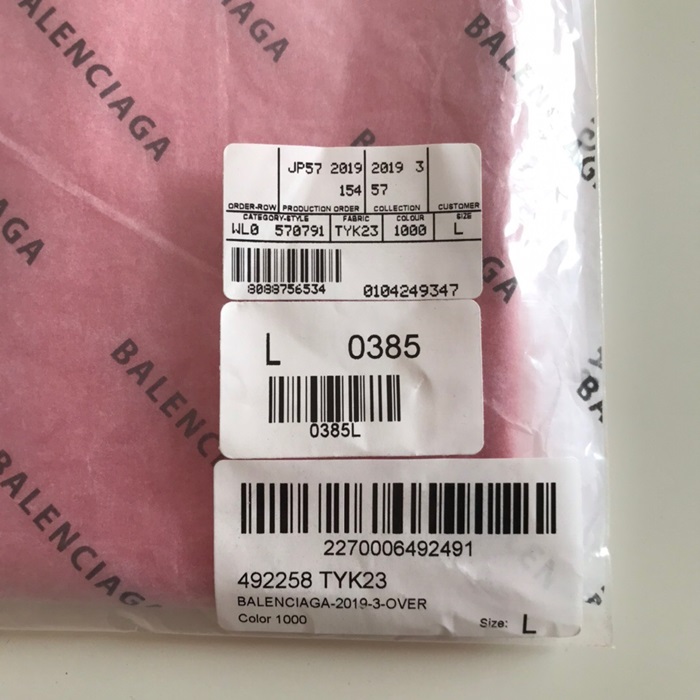 BALENCIAGA
BALENCIAGA
JP57 2019 2019 3
154 57
ORDER-ROW PRODUCTION ORDER COLLECTION CUSTOMER
CATEGORY-STYLE FABRIC COLOUR SIZE
WL0 570791 TYK23 1000 L
8088756534 0104249347
L 0385
0385L
BALENCIAGA
2270006492491
492258 TYK23
BALENCIAGA-2019-3-OVER
Color 1000 Size: L